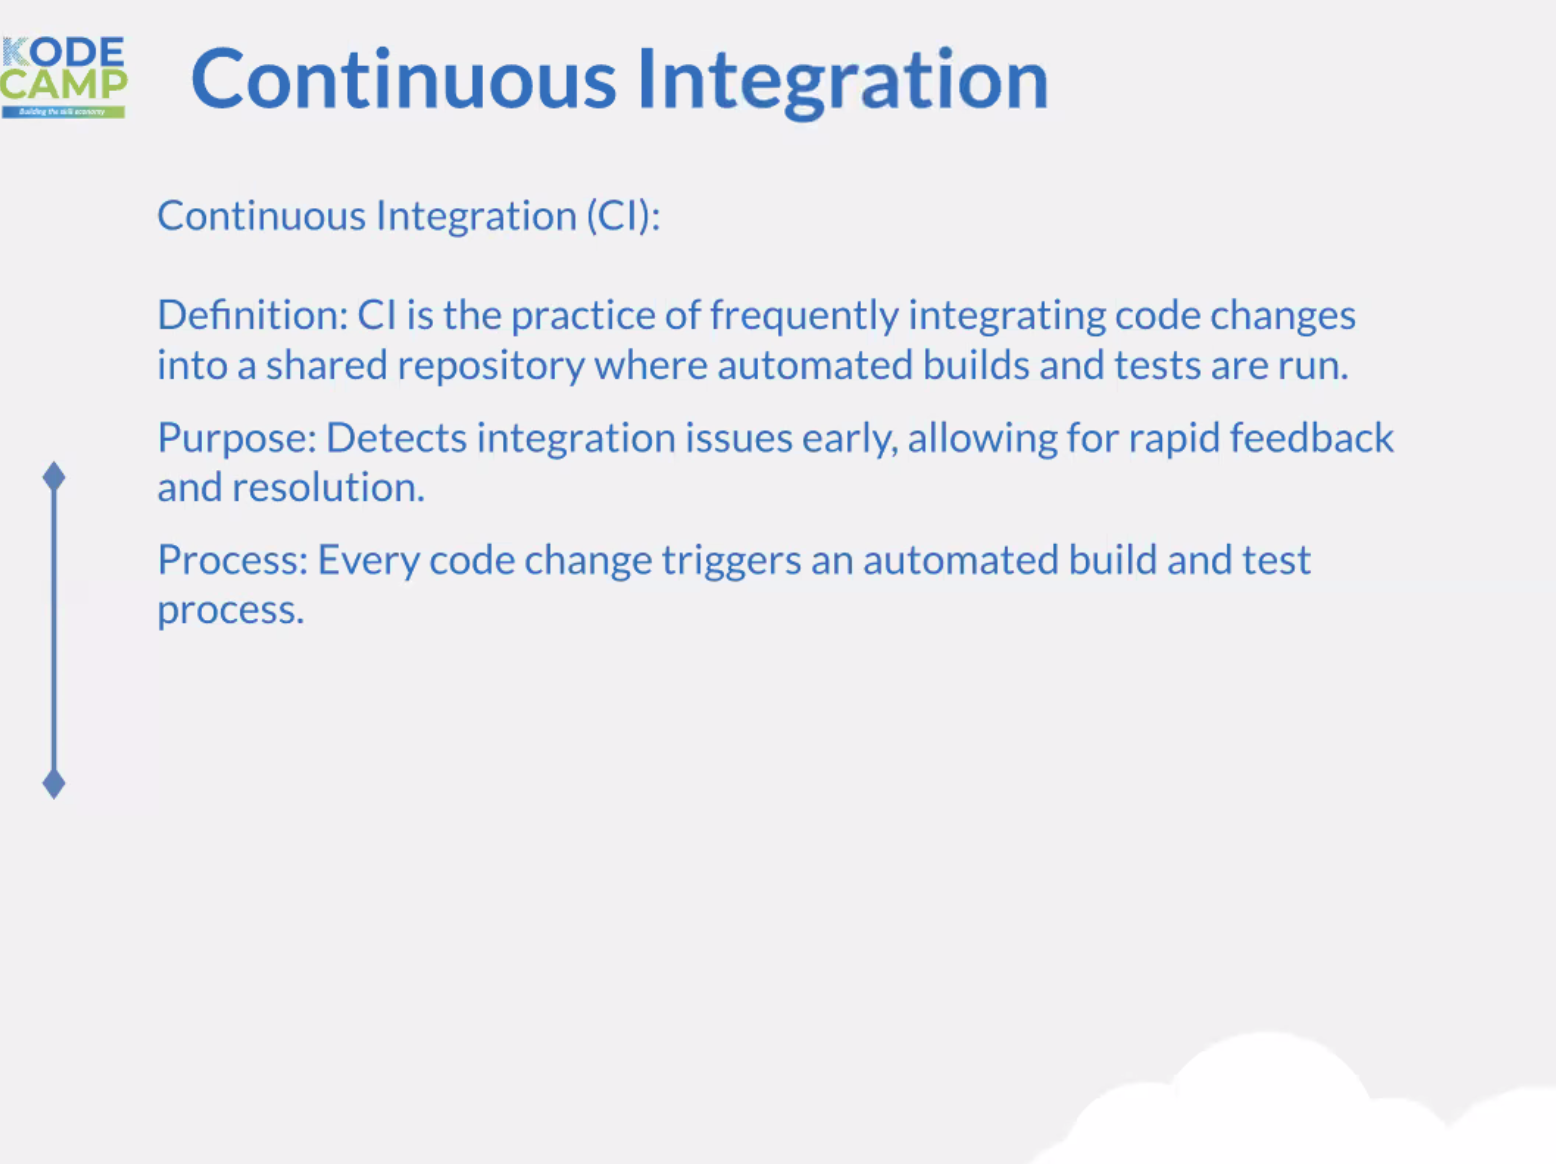 KODE
CAMP
Building the skill economy
Continuous Integration
Continuous Integration (CI):
Definition: CI is the practice of frequently integrating code changes
into a shared repository where automated builds and tests are run.
Purpose: Detects integration issues early, allowing for rapid feedback
and resolution.
Process: Every code change triggers an automated build and test
process.